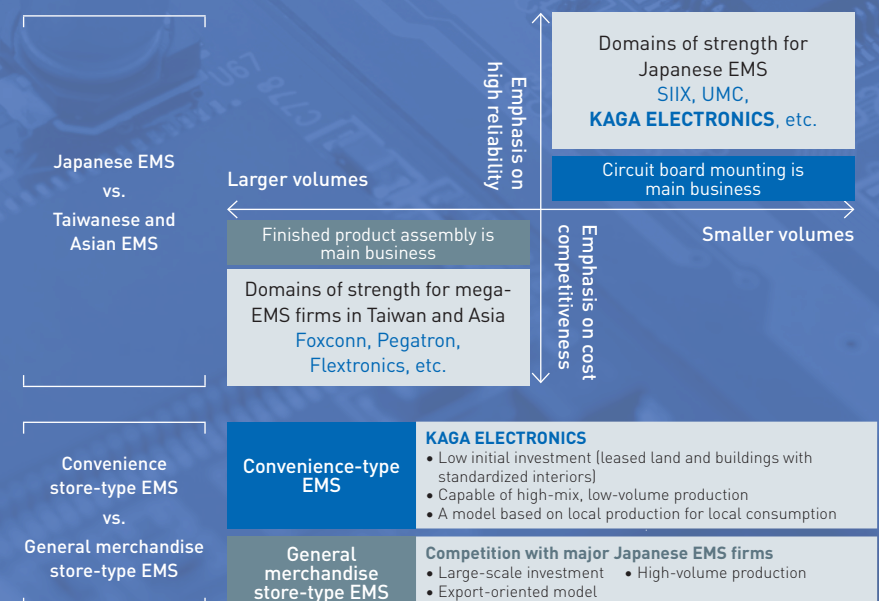 Japanese EMS
vs.
Taiwanese and
Asian EMS
Emphasis on
high reliability
Domains of strength for
Japanese EMS
SIIX, UMC,
KAGA ELECTRONICS, etc.
Circuit board mounting is
main business
Larger volumes
Smaller volumes
Finished product assembly is
main business
Domains of strength for mega-
EMS firms in Taiwan and Asia
Foxconn, Pegatron,
Flextronics, etc.
Emphasis on cost
competitiveness
Convenience
store-type EMS
vs.
General merchandise
store-type EMS
Convenience-type
EMS
KAGA ELECTRONICS
• Low initial investment (leased land and buildings with
standardized interiors)
• Capable of high-mix, low-volume production
• A model based on local production for local consumption
General
merchandise
store-type EMS
Competition with major Japanese EMS firms
• Large-scale investment • High-volume production
• Export-oriented model
U67
C778